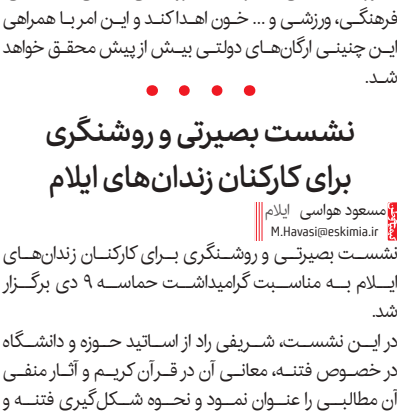 فرهنگی، ورزشی و ... خون اهدا کند و این امر با همراهی
این چنینی ارگان‌های دولتی بیش از پیش محقق خواهد
شد.
نشست بصیرتی و روشنگری
برای کارکنان زندان‌های ایلام
مسعود هواسی ایلام
M.Havasi@eskimia.ir
نشست بصیرتی و روشنگری برای کارکنان زندان‌های
ایلام به مناسبت گرامیداشت حماسه ۹ دی برگزار
شد.
در این نشست، شریفی راد از اساتید حوزه و دانشگاه
در خصوص فتنه، معانی آن در قرآن کریم و آثار منفی
آن مطالبی را عنوان نمود و نحوه شکل‌گیری فتنه و